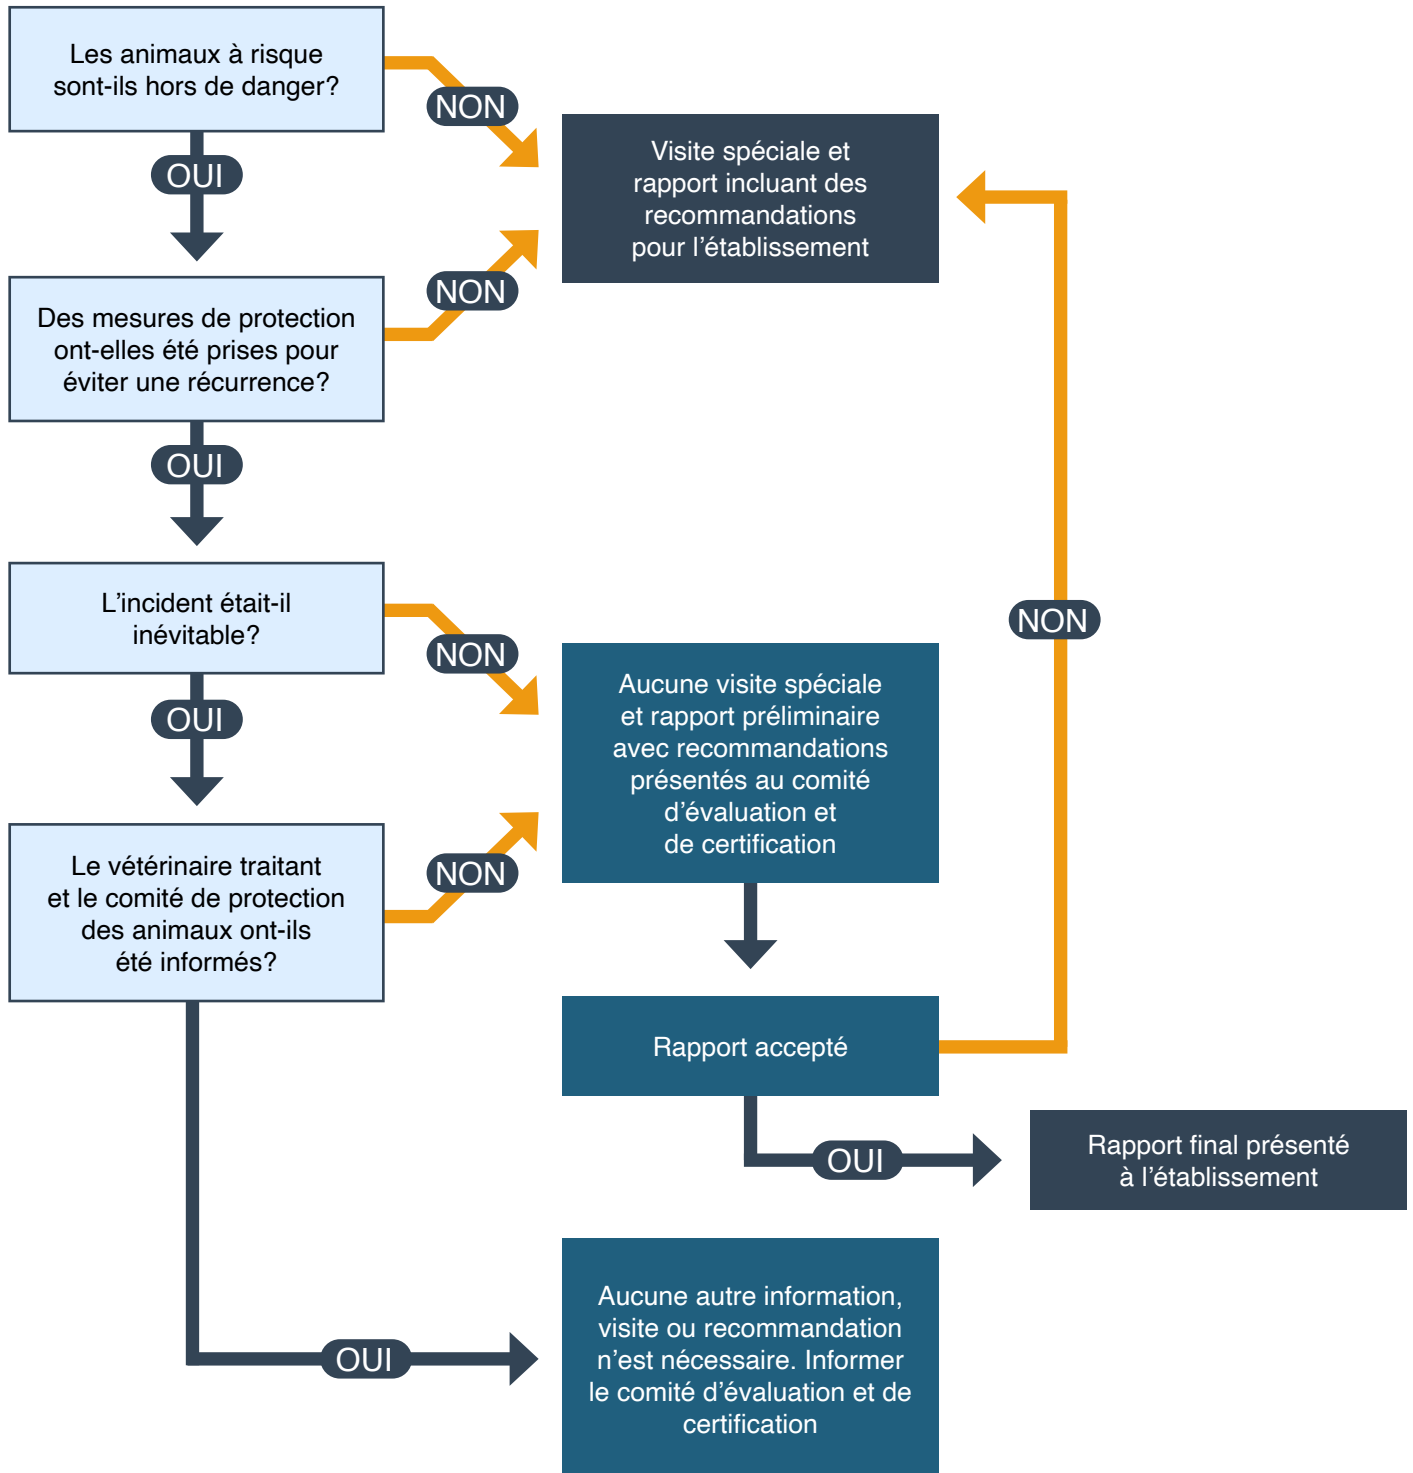 Les animaux à risque
sont-ils hors de danger?
NON
OUI
Visite spéciale et
rapport incluant des
recommandations
pour l’établissement
Des mesures de protection
ont-elles été prises pour
éviter une récurrence?
NON
OUI
L’incident était-il
inévitable?
NON
OUI
NON
Aucune visite spéciale
et rapport préliminaire
avec recommandations
présentés au comité
d’évaluation et
de certification
Le vétérinaire traitant
et le comité de protection
des animaux ont-ils
été informés?
NON
Rapport accepté
OUI
Rapport final présenté
à l’établissement
OUI
Aucune autre information,
visite ou recommandation
n’est nécessaire. Informer
le comité d’évaluation et de
certification